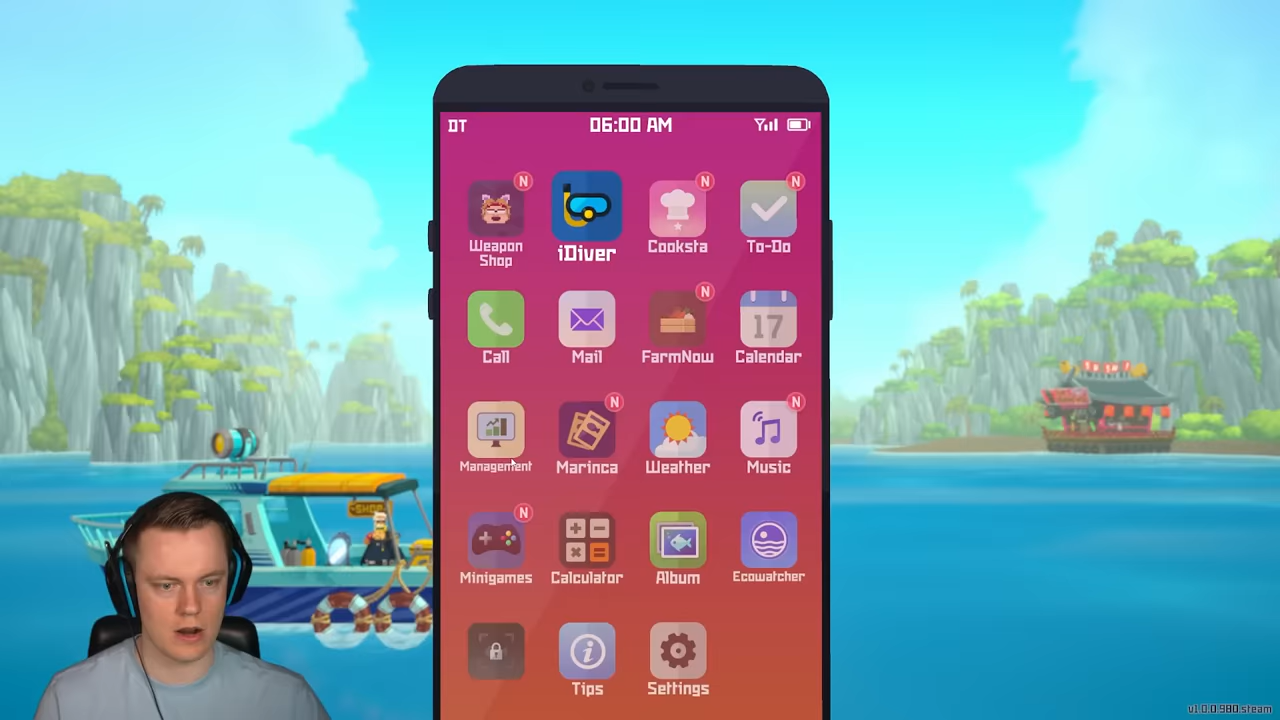 DT
06:00 AM
N
N
N
Weapon
Shop
iDiver
Cooksta
To-Do
N
17
Call
Mail
FarmNow
Calendar
N
N
Management
Marinca
Weather
Music
N
Minigames
Calculator
Album
Ecowatcher
Tips
Settings
SHOP
v1.0.0.980.steam